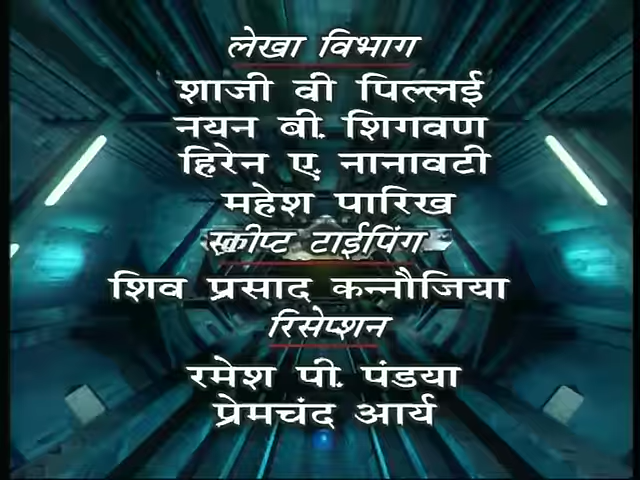 लेखा विभाग
शाजी वी पिल्लई
नयन बी. शिगवण
हिरेन ए. नानावटी
महेश पारिख
स्क्रीप्ट टाईपिंग
शिव प्रसाद कन्नौजिया
रिसेप्शन
रमेश पी. पंडया
प्रेमचंद आर्य